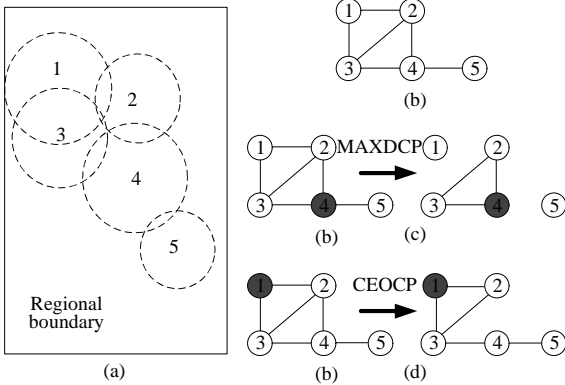 1
2
3
4
5
Regional
boundary
(a)
1 2
3 4 5
(b)
1 2 MAXDCP 1 2
3 4 5 3 4 5
(b) (c)
1 2 CEOCP 1 2
3 4 5 3 4 5
(b) (d)